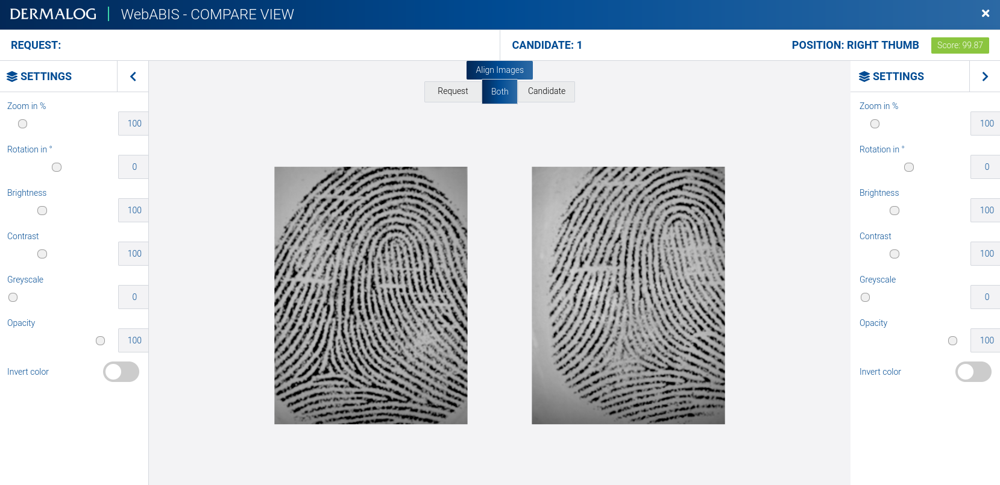 DERMALOG WebABIS - COMPARE VIEW
REQUEST:
CANDIDATE: 1
POSITION: RIGHT THUMB
Score: 99.87
SETTINGS
Zoom in %
100
Rotation in °
0
Brightness
100
Contrast
100
Greyscale
0
Opacity
100
Invert color
Align Images
Request Both Candidate
SETTINGS
Zoom in %
100
Rotation in °
0
Brightness
100
Contrast
100
Greyscale
0
Opacity
100
Invert color